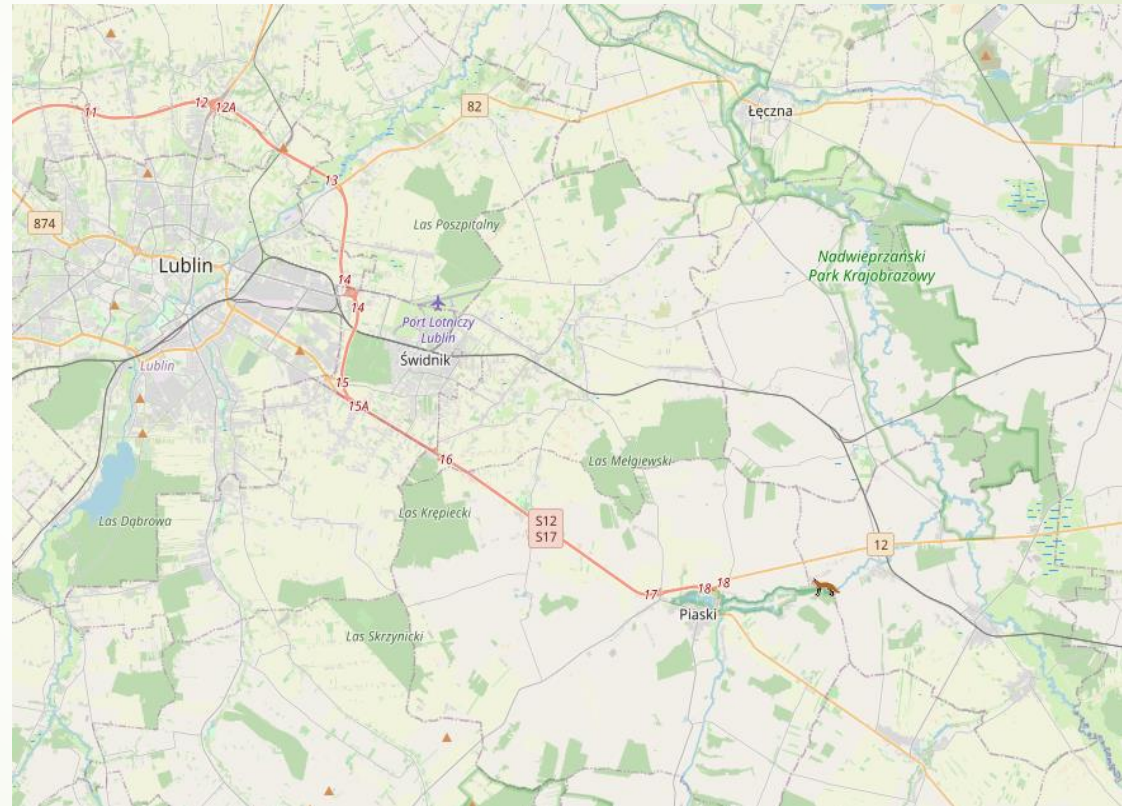 11
12
12A
82
Łęczna
13
874
Las Poszpitalny
Lublin
Nadwieprzański
Park Krajobrazowy
14
14
Port Lotniczy
Lublin
Świdnik
Lublin
15
15A
16
Las Mełgiewski
Las Krępiecki
Las Dąbrowa
S12
S17
12
18
18
17
Piaski
Las Skrzynicki